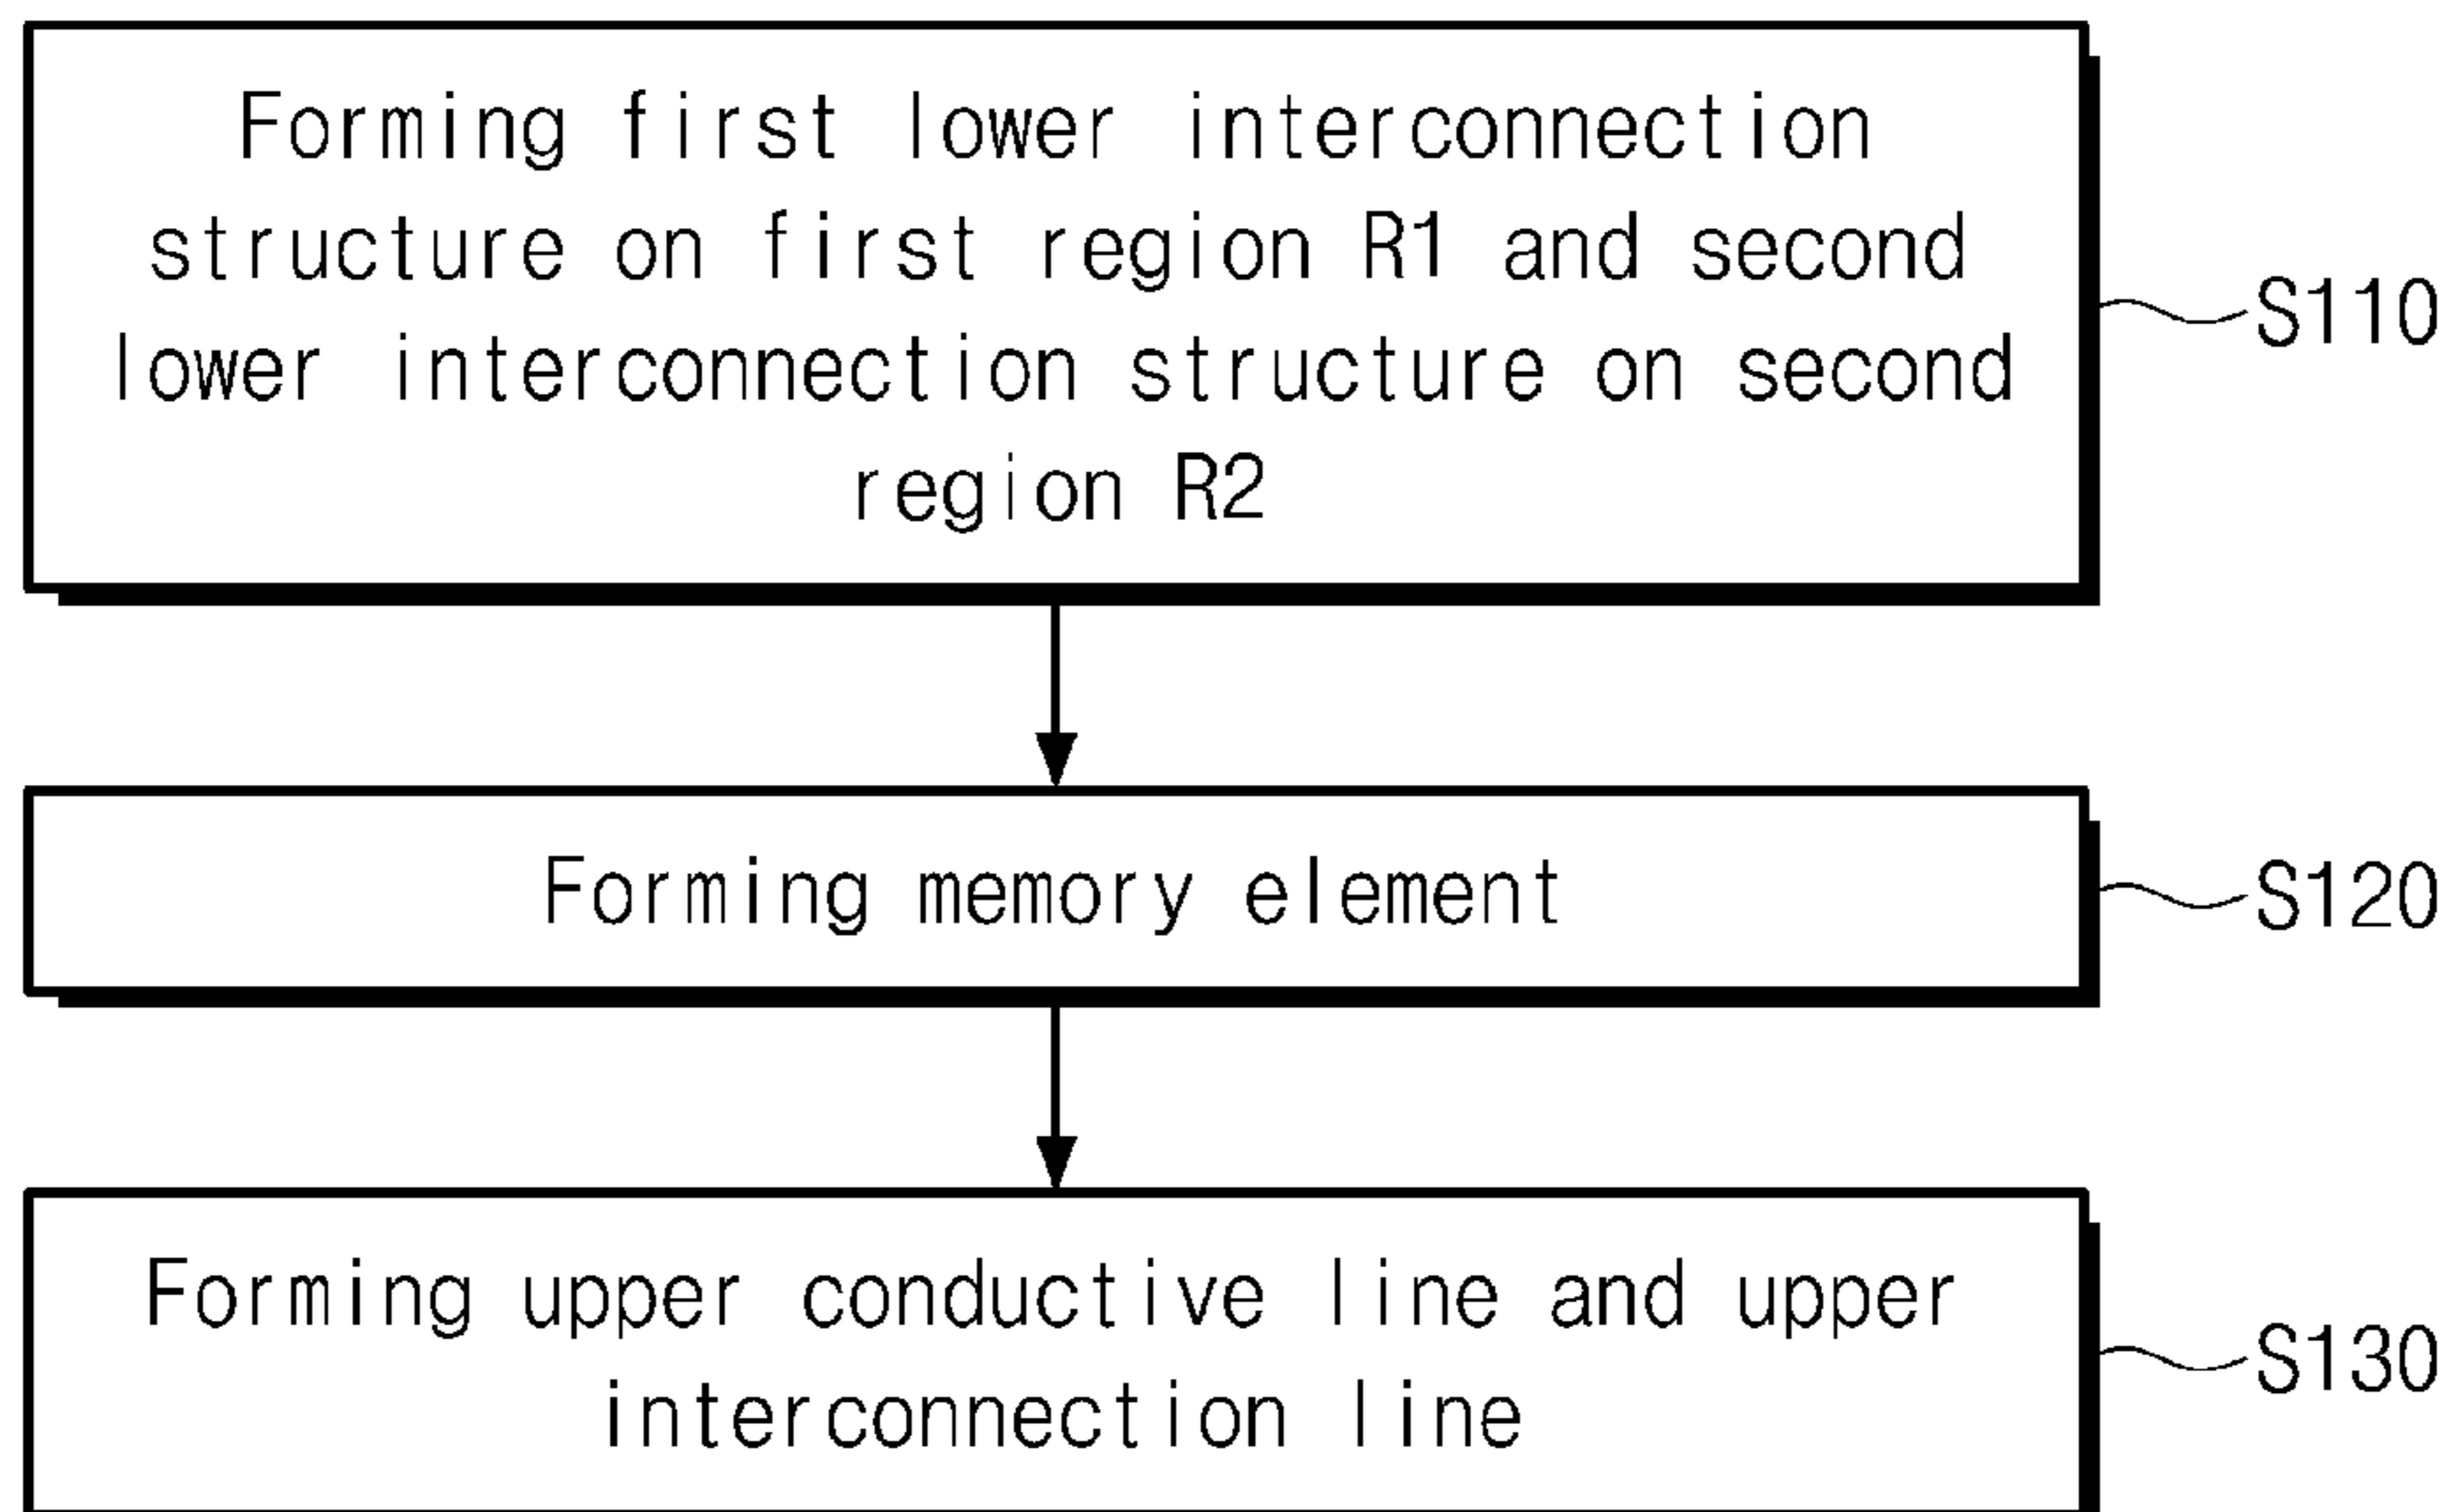 Forming first lower interconnection
structure on first region R1 and second
lower interconnection structure on second
region R2
S110
Forming memory element
S120
Forming upper conductive line and upper
interconnection line
S130